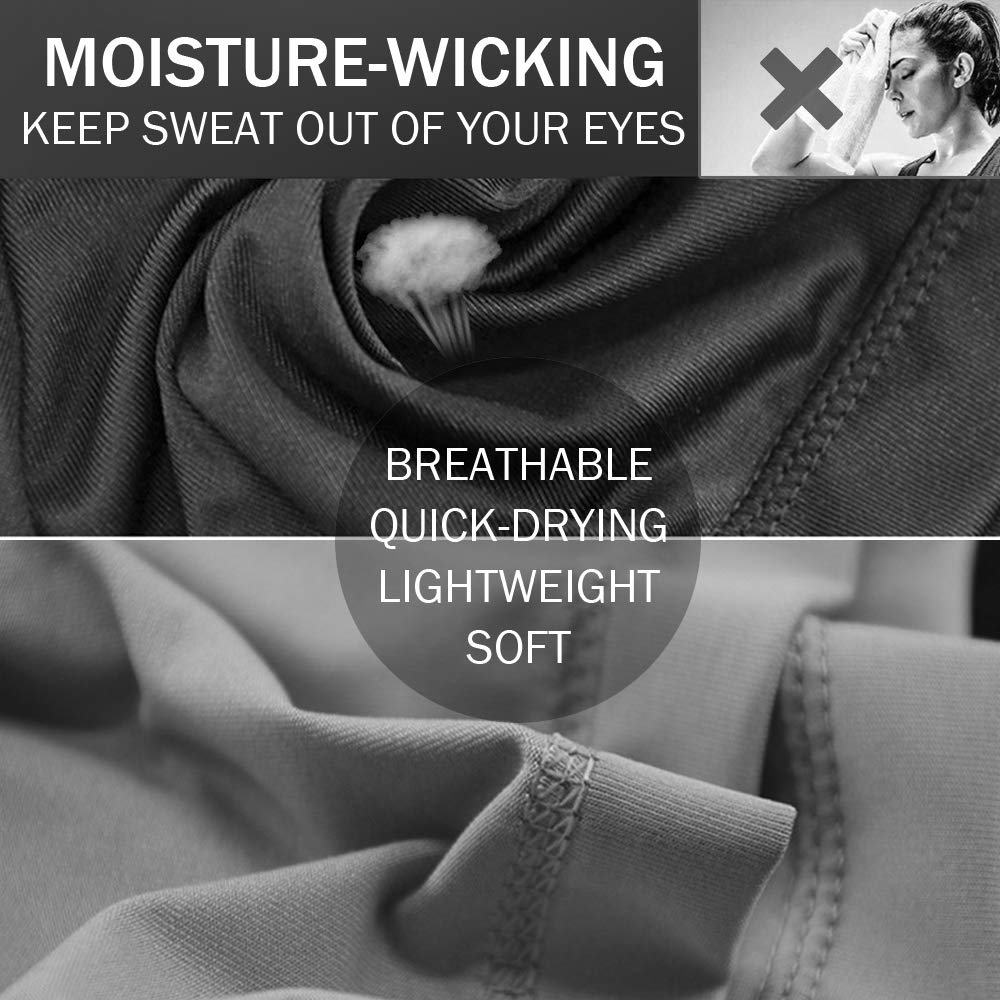 MOISTURE-WICKING
KEEP SWEAT OUT OF YOUR EYES
BREATHABLE
QUICK-DRYING
LIGHTWEIGHT
SOFT